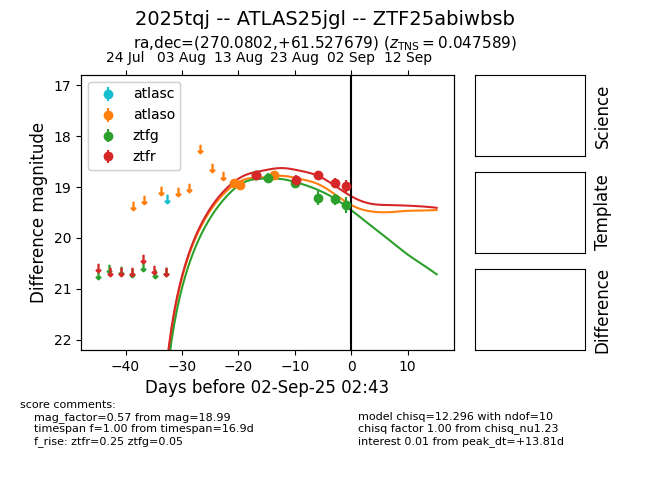 2025tqj -- ATLAS25jgl -- ZTF25abiwbsb
ra,dec=(270.0802,+61.527679) (z_TNS = 0.047589)
24 Jul 03 Aug 13 Aug 23 Aug 02 Sep 12 Sep
atlasc
atlaso
ztfg
ztfr
17
18
19
20
21
22
Difference magnitude
−40 −30 −20 −10 0 10
Days before 02-Sep-25 02:43
Science
Template
Difference
score comments:
mag_factor=0.57 from mag=18.99
timespan f=1.00 from timespan=16.9d
f_rise: ztfr=0.25 ztfg=0.05
model chisq=12.296 with ndof=10
chisq factor 1.00 from chisq_nu1.23
interest 0.01 from peak_dt=+13.81d